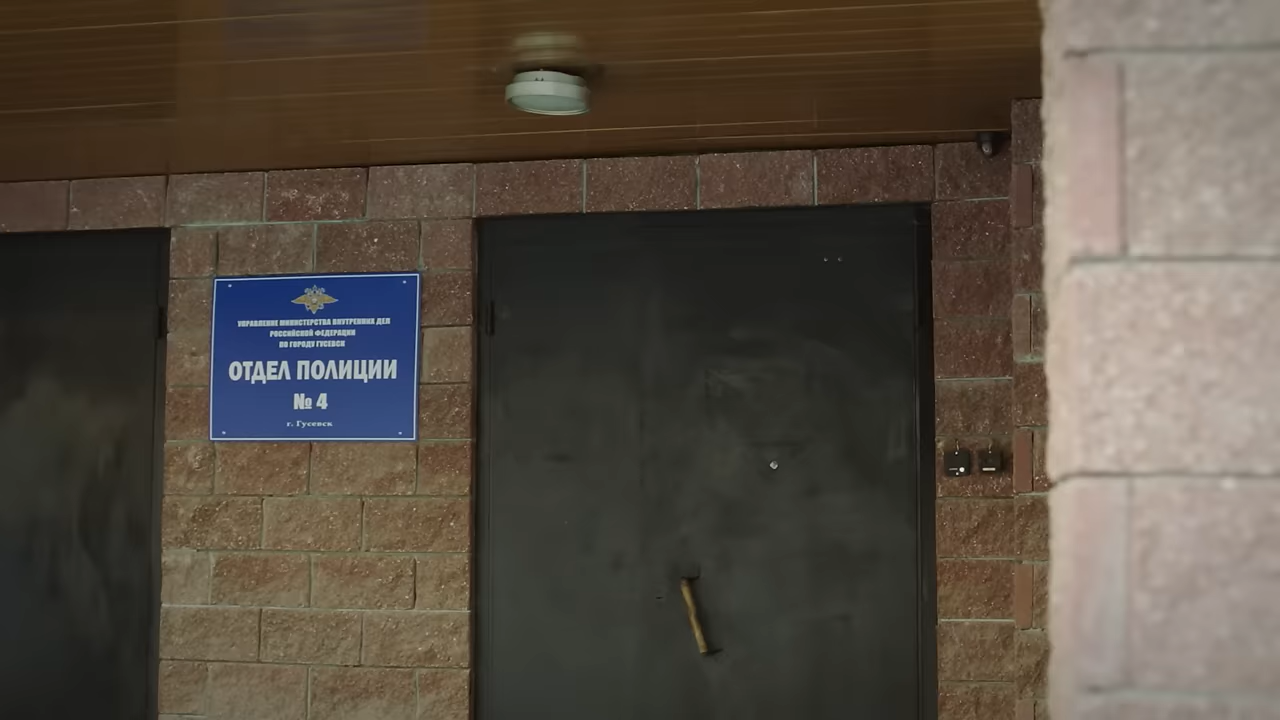 УПРАВЛЕНИЕ МИНИСТЕРСТВА ВНУТРЕННИХ ДЕЛ
РОССИЙСКОЙ ФЕДЕРАЦИИ
ПО ГОРОДУ ГУСЕВСК
ОТДЕЛ ПОЛИЦИИ
№ 4
г. Гусевск